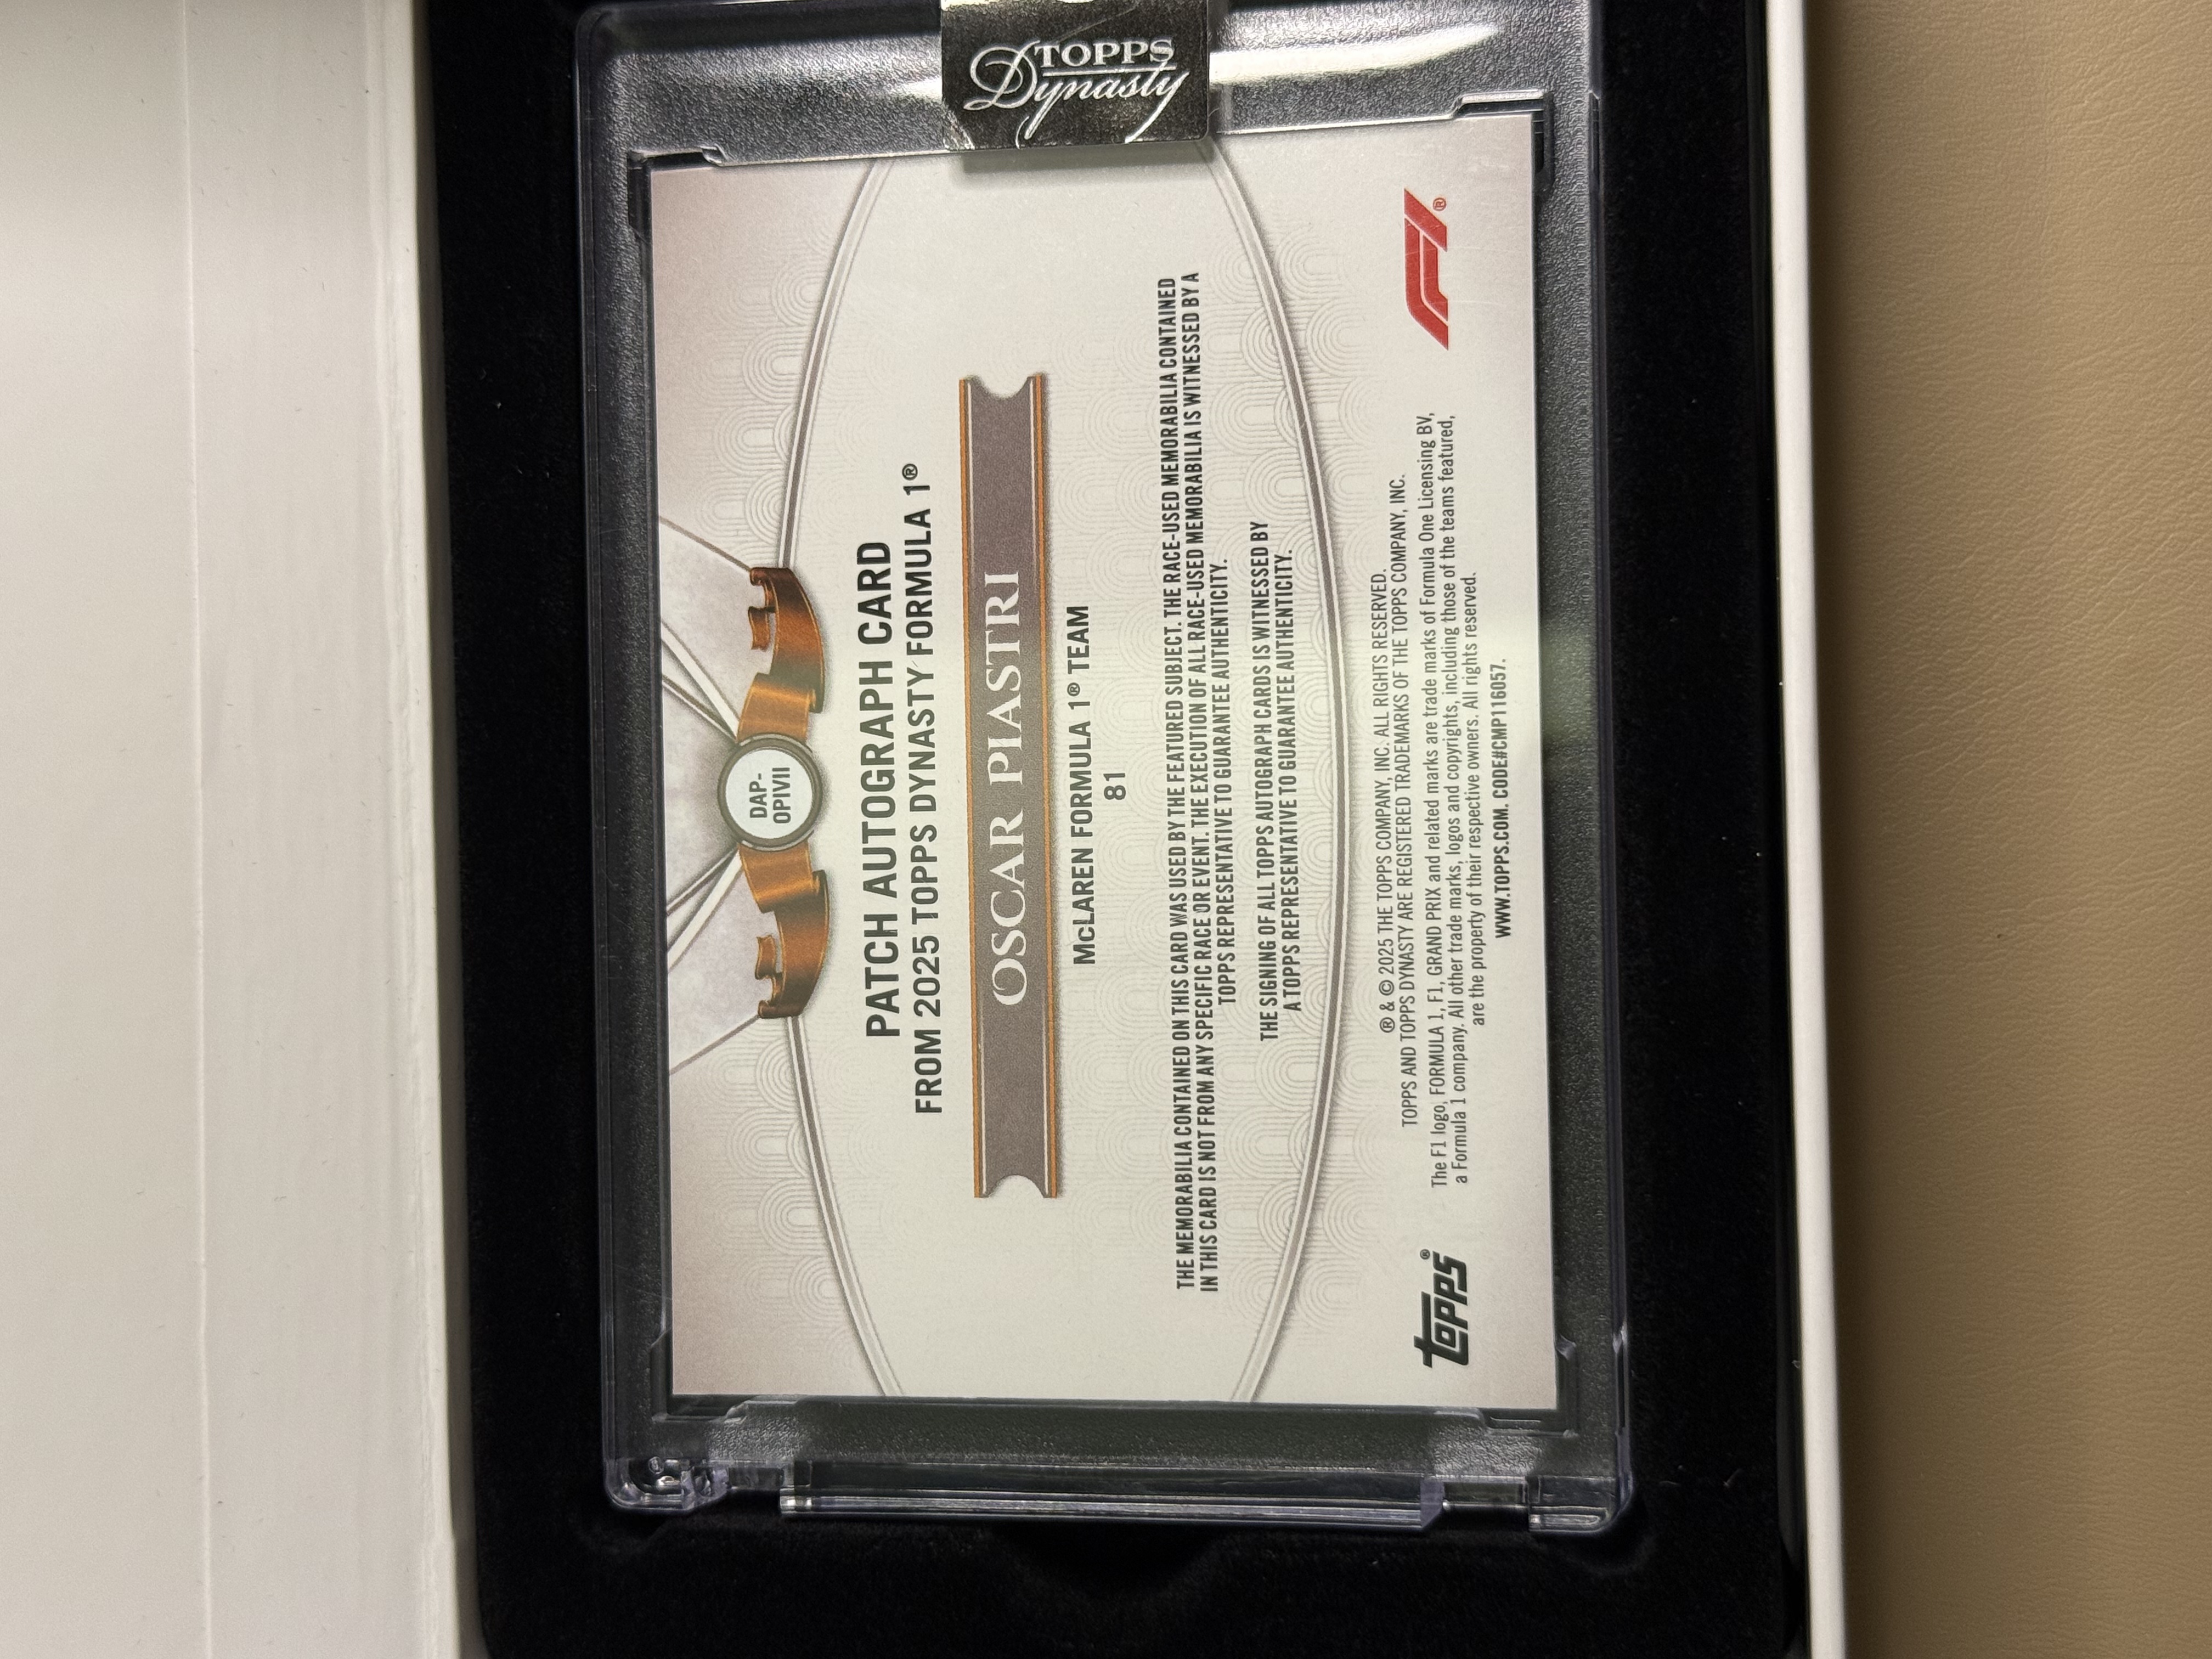 TOPPS
Dynasty
DAP-
OPIVII
PATCH AUTOGRAPH CARD
FROM 2025 TOPPS DYNASTY FORMULA 1®
OSCAR PIASTRI
McLAREN FORMULA 1® TEAM
81
THE MEMORABILIA CONTAINED ON THIS CARD WAS USED BY THE FEATURED SUBJECT. THE RACE-USED MEMORABILIA CONTAINED
IN THIS CARD IS NOT FROM ANY SPECIFIC RACE OR EVENT. THE EXECUTION OF ALL RACE-USED MEMORABILIA IS WITNESSED BY A
TOPPS REPRESENTATIVE TO GUARANTEE AUTHENTICITY.
THE SIGNING OF ALL TOPPS AUTOGRAPH CARDS IS WITNESSED BY
A TOPPS REPRESENTATIVE TO GUARANTEE AUTHENTICITY.
® & © 2025 THE TOPPS COMPANY, INC. ALL RIGHTS RESERVED.
TOPPS AND TOPPS DYNASTY ARE REGISTERED TRADEMARKS OF THE TOPPS COMPANY, INC.
The F1 logo, FORMULA 1, F1, GRAND PRIX and related marks are trade marks of Formula One Licensing BV,
a Formula 1 company. All other trade marks, logos and copyrights, including those of the teams featured,
are the property of their respective owners. All rights reserved.
WWW.TOPPS.COM. CODE#CMP116057.
topps®
F1®